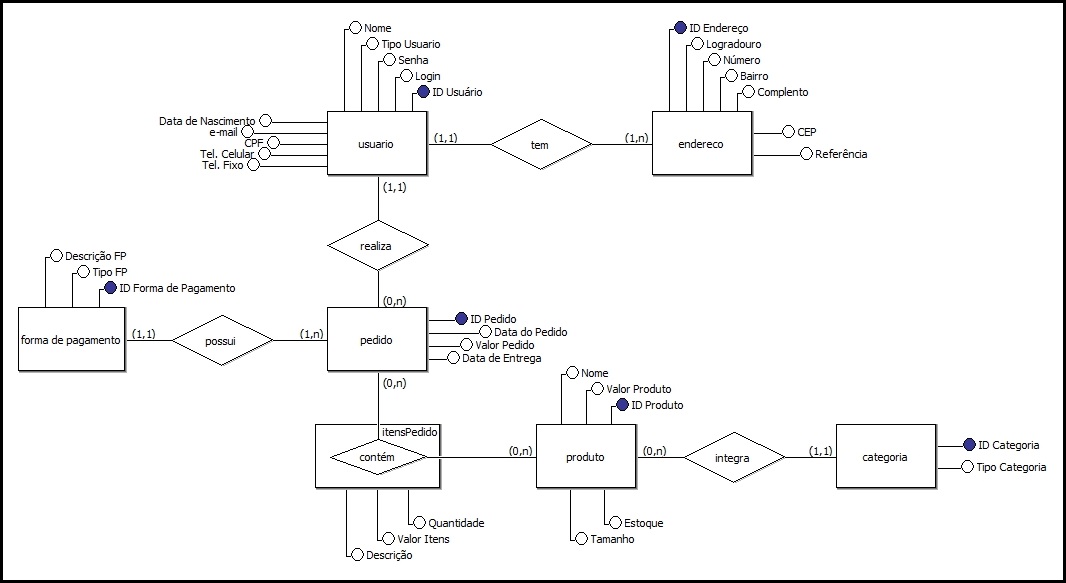 Nome
Tipo Usuario
Senha
Login
ID Usuário
Data de Nascimento
e-mail
CPF
Tel. Celular
Tel. Fixo
usuario
(1,1)
tem
(1,n)
ID Endereço
Logradouro
Número
Bairro
Complento
endereco
CEP
Referência
(1,1)
realiza
(0,n)
Descrição FP
Tipo FP
ID Forma de Pagamento
forma de pagamento
(1,1)
possui
(1,n)
pedido
ID Pedido
Data do Pedido
Valor Pedido
Data de Entrega
(0,n)
itensPedido
contém
Quantidade
Valor Itens
Descrição
(0,n)
Nome
Valor Produto
ID Produto
produto
Estoque
Tamanho
(0,n)
integra
(1,1)
categoria
ID Categoria
Tipo Categoria